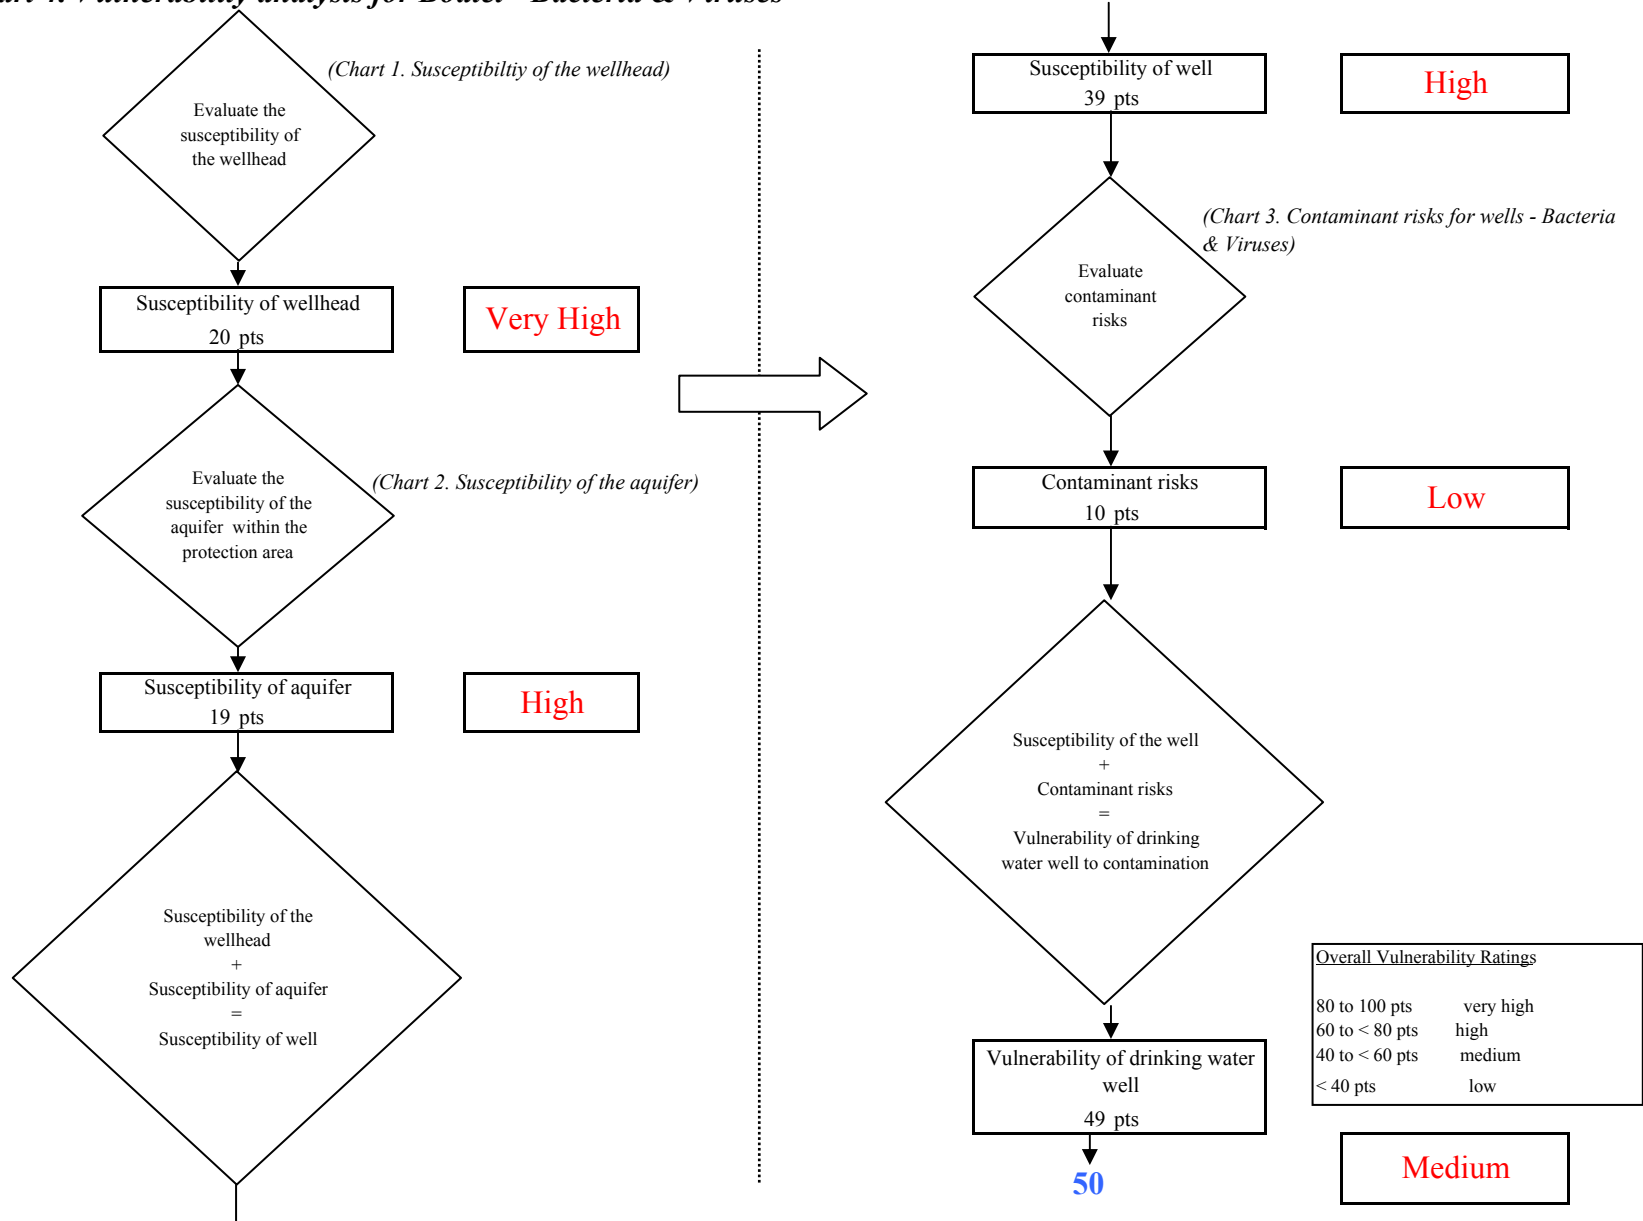 Vulnerability analysis for Boulet - Bacteria & Viruses
(Chart 1. Susceptibiltiy of the wellhead)
Evaluate the
susceptibility of
the wellhead
Susceptibility of wellhead
20 pts
Very High
Evaluate the
susceptibility of the
aquifer within the
protection area
(Chart 2. Susceptibility of the aquifer)
Susceptibility of aquifer
19 pts
High
Susceptibility of the
wellhead
+
Susceptibility of aquifer
=
Susceptibility of well
Susceptibility of well
39 pts
High
(Chart 3. Contaminant risks for wells - Bacteria
& Viruses)
Evaluate
contaminant
risks
Contaminant risks
10 pts
Low
Susceptibility of the well
+
Contaminant risks
=
Vulnerability of drinking
water well to contamination
Overall Vulnerability Ratings
80 to 100 pts very high
60 to < 80 pts high
40 to < 60 pts medium
< 40 pts low
Vulnerability of drinking water
well
49 pts
50
Medium